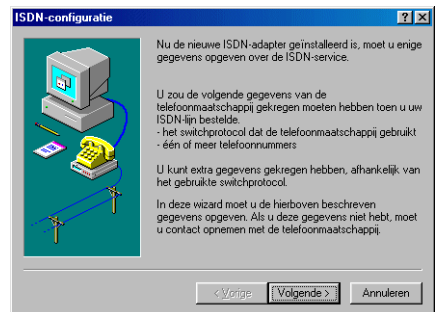 ISDN-configuratie
Nu de nieuwe ISDN-adapter geïnstalleerd is, moet u enige
gegevens opgeven over de ISDN-service.
U zou de volgende gegevens van de
telefoonmaatschappij gekregen moeten hebben toen u uw
ISDN-lijn bestelde.
- het switchprotocol dat de telefoonmaatschappij gebruikt
- één of meer telefoonnummers
U kunt extra gegevens gekregen hebben, afhankelijk van
het gebruikte switchprotocol.
In deze wizard moet u de hierboven beschreven
gegevens opgeven. Als u deze gegevens niet hebt, moet
u contact opnemen met de telefoonmaatschappij.
< Vorige Volgende > Annuleren